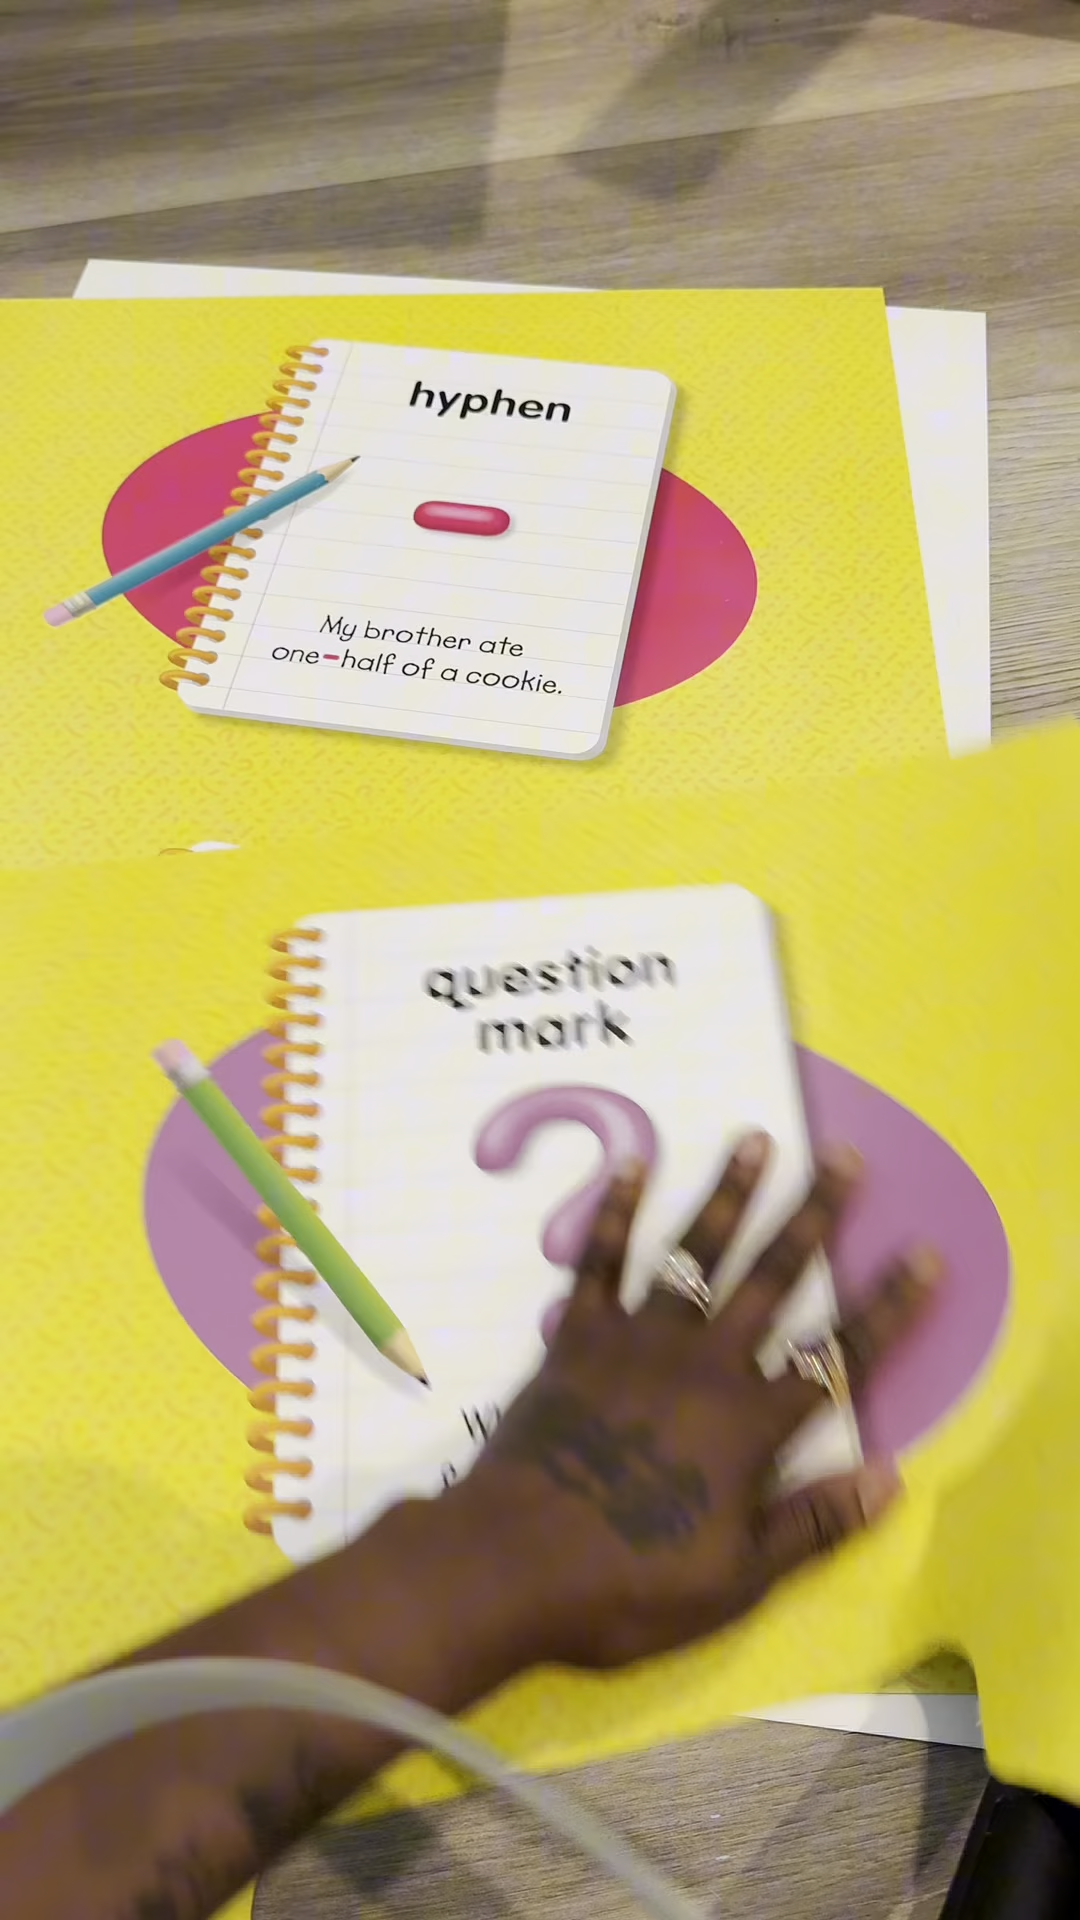 hyphen
-
My brother ate
one-half of a cookie.
question
mark
?